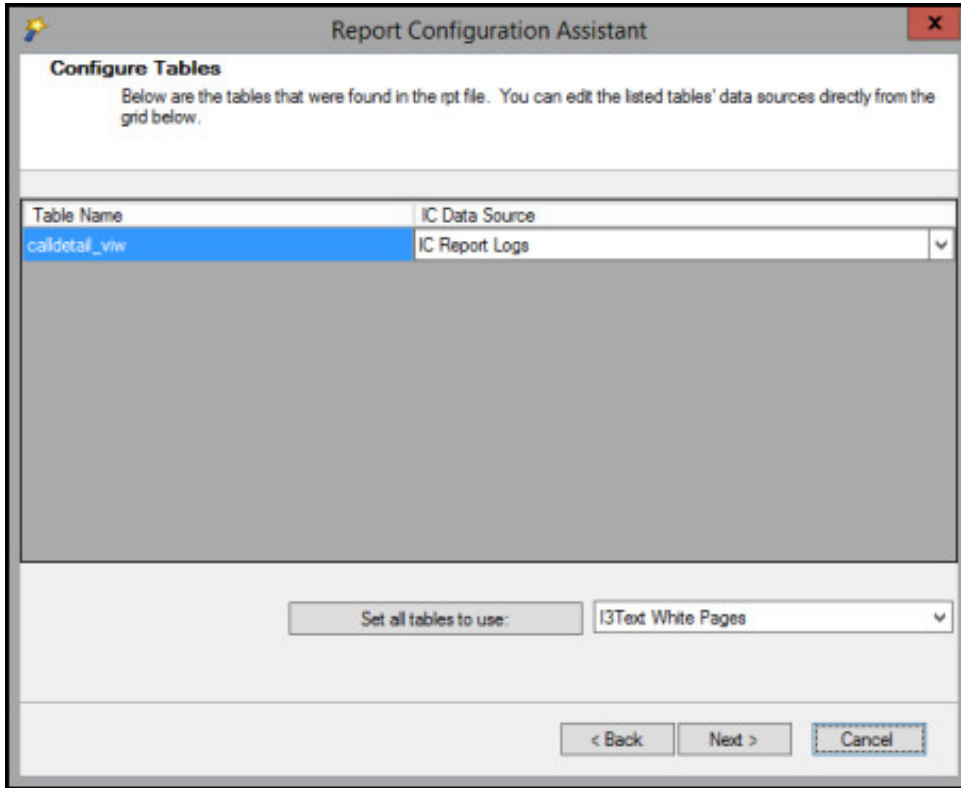 Report Configuration Assistant
x
Configure Tables
Below are the tables that were found in the rpt file. You can edit the listed tables' data sources directly from the
grid below.
Table Name IC Data Source
calldetail_viw IC Report Logs
Set all tables to use: I3Text White Pages
< Back Next > Cancel